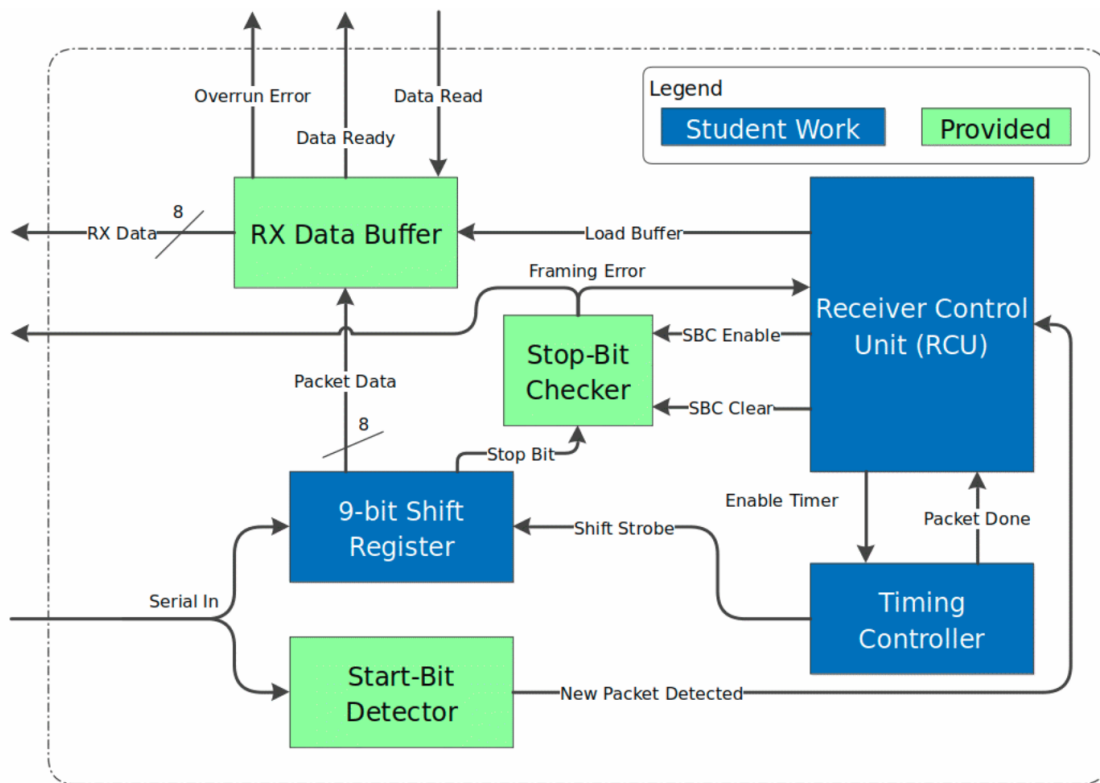 Legend
Student Work
Provided
Overrun Error
Data Ready
Data Read
8
RX Data
RX Data Buffer
Load Buffer
Framing Error
Receiver Control
Unit (RCU)
Stop-Bit
Checker
SBC Enable
SBC Clear
Packet Data
8
Stop Bit
9-bit Shift
Register
Shift Strobe
Enable Timer
Packet Done
Serial In
Timing
Controller
Start-Bit
Detector
New Packet Detected